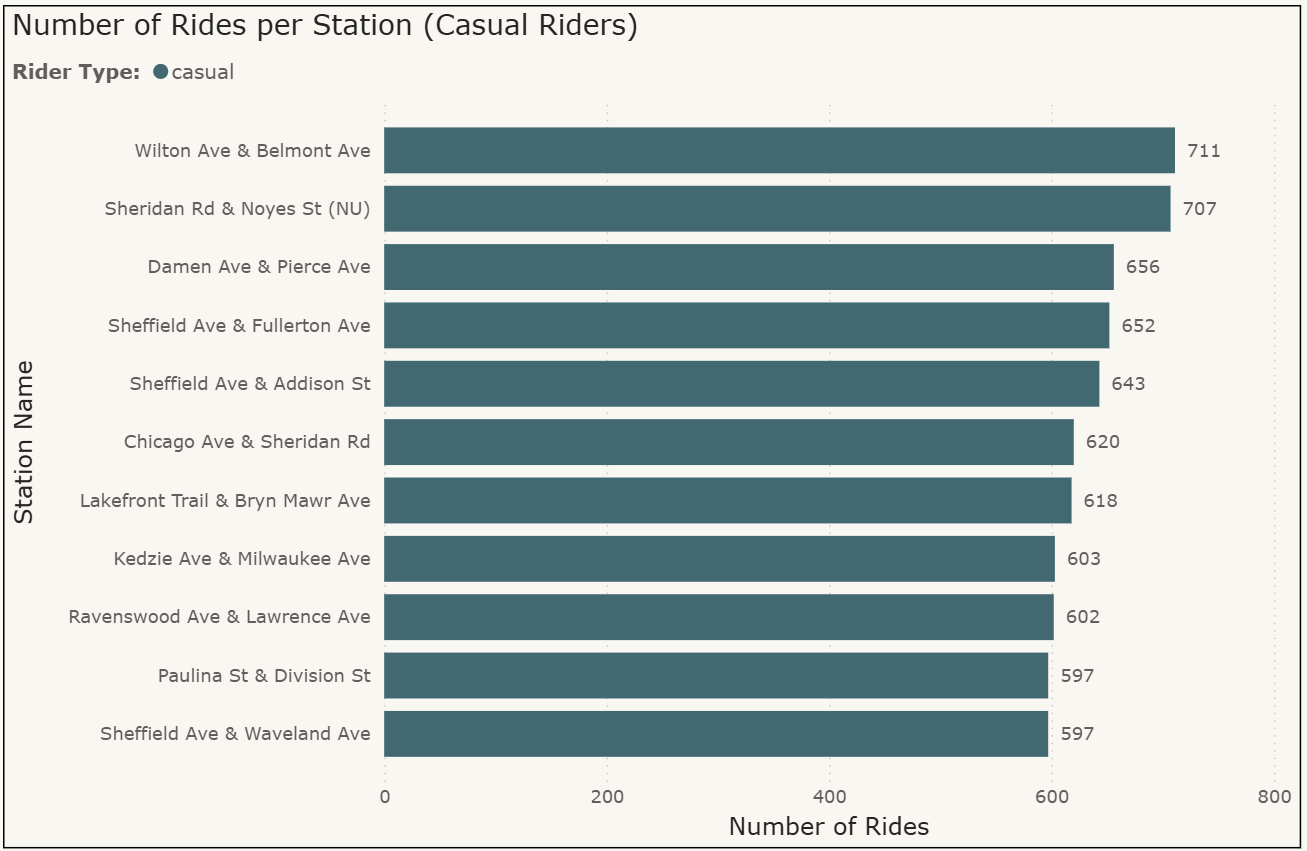 Number of Rides per Station (Casual Riders)
Rider Type: casual
Station Name
Wilton Ave & Belmont Ave 711
Sheridan Rd & Noyes St (NU) 707
Damen Ave & Pierce Ave 656
Sheffield Ave & Fullerton Ave 652
Sheffield Ave & Addison St 643
Chicago Ave & Sheridan Rd 620
Lakefront Trail & Bryn Mawr Ave 618
Kedzie Ave & Milwaukee Ave 603
Ravenswood Ave & Lawrence Ave 602
Paulina St & Division St 597
Sheffield Ave & Waveland Ave 597
0 200 400 600 800
Number of Rides